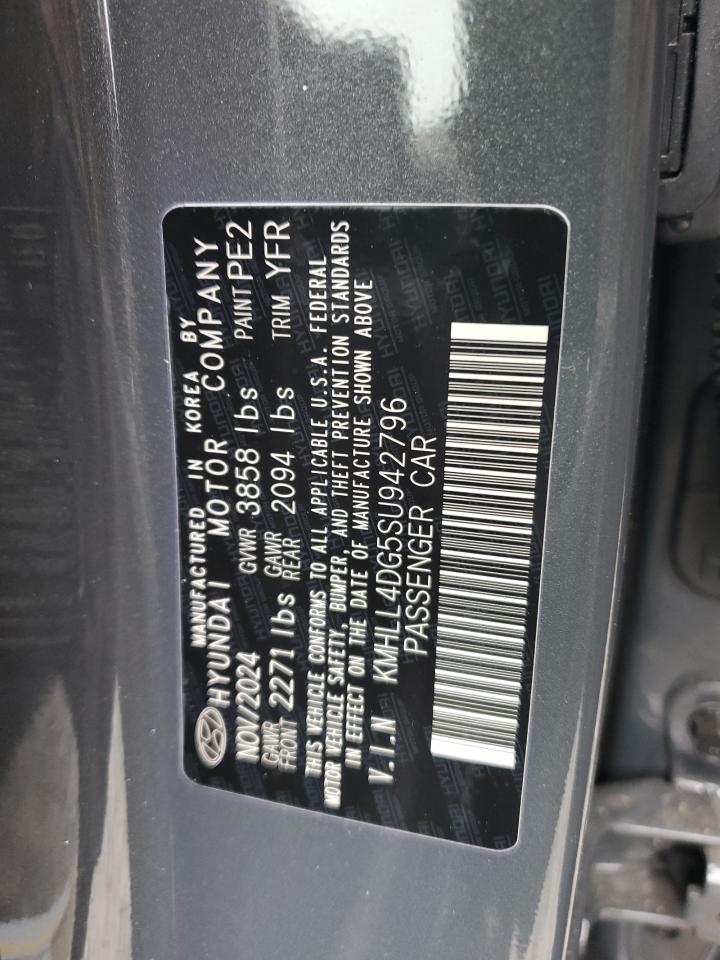 MANUFACTURED IN KOREA BY
HYUNDAI MOTOR COMPANY
NOV/2024 GVWR 3858 lbs PAINT PE2
GAWR FRONT 2271 lbs GAWR REAR 2094 lbs TRIM YFR
THIS VEHICLE CONFORMS TO ALL APPLICABLE U.S.A. FEDERAL
MOTOR VEHICLE SAFETY, BUMPER, AND THEFT PREVENTION STANDARDS
IN EFFECT ON THE DATE OF MANUFACTURE SHOWN ABOVE
V.I.N KMHLL4DG5SU942796
PASSENGER CAR